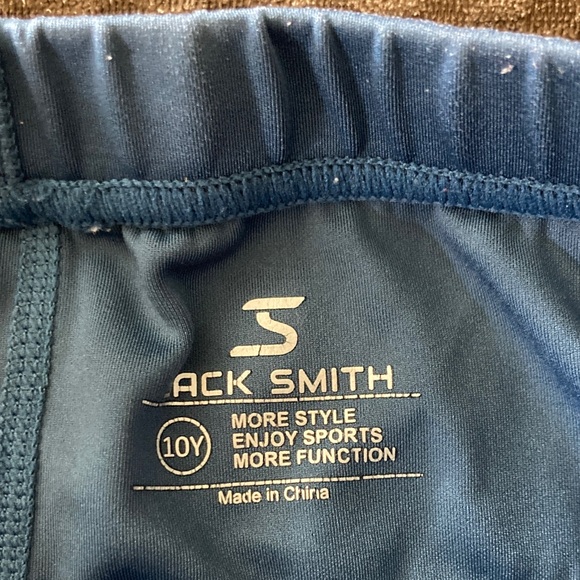 S
ACK SMITH
10Y
MORE STYLE
ENJOY SPORTS
MORE FUNCTION
Made in China